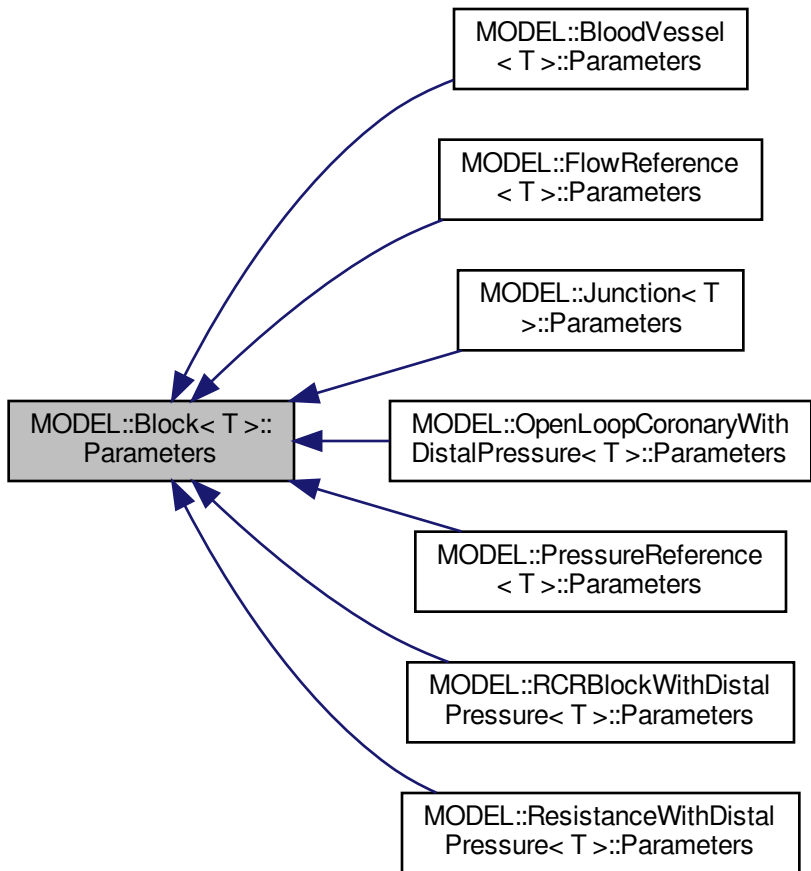 MODEL::BloodVessel
< T >::Parameters
MODEL::FlowReference
< T >::Parameters
MODEL::Junction< T
>::Parameters
MODEL::Block< T >::
Parameters
MODEL::OpenLoopCoronaryWith
DistalPressure< T >::Parameters
MODEL::PressureReference
< T >::Parameters
MODEL::RCRBlockWithDistal
Pressure< T >::Parameters
MODEL::ResistanceWithDistal
Pressure< T >::Parameters